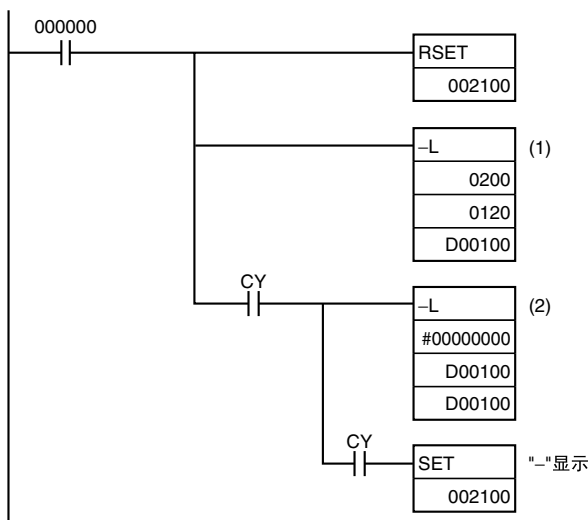 000000
RSET
002100
–L (1)
0200
0120
D00100
CY
–L (2)
#00000000
D00100
D00100
CY
SET "–"显示
002100